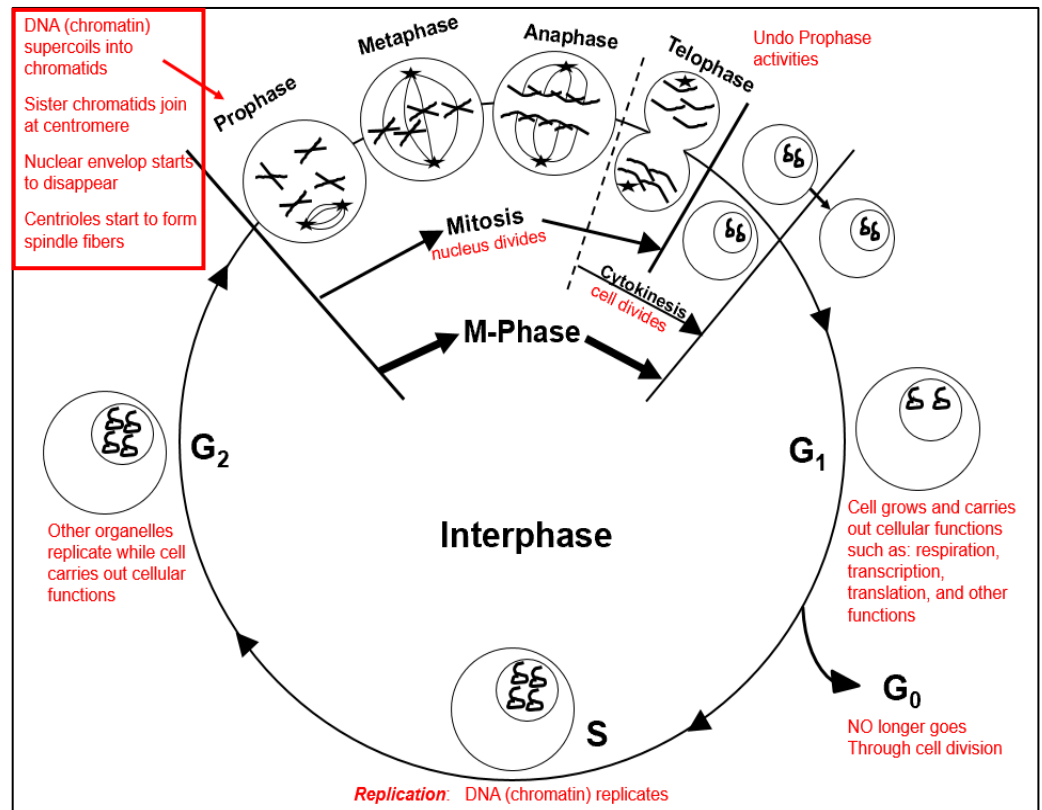 DNA (chromatin)
supercoils into
chromatids
Sister chromatids join
at centromere
Nuclear envelop starts
to disappear
Centrioles start to form
spindle fibers
Prophase
Metaphase
Anaphase
Telophase
Undo Prophase
activities
Mitosis
nucleus divides
Cytokinesis
cell divides
M-Phase
G₂
Other organelles
replicate while cell
carries out cellular
functions
Interphase
G₁
Cell grows and carries
out cellular functions
such as: respiration,
transcription,
translation, and other
functions
G₀
NO longer goes
Through cell division
S
Replication: DNA (chromatin) replicates